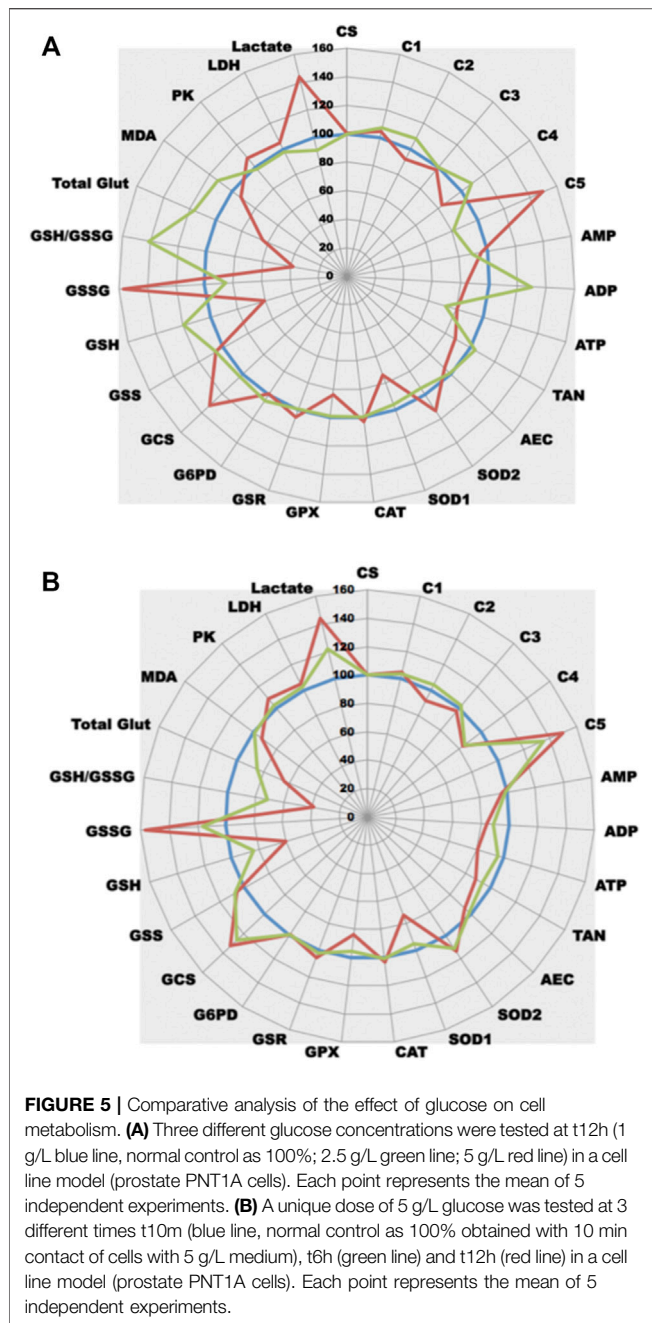 A
CS
C1
C2
C3
C4
C5
AMP
ADP
ATP
TAN
AEC
SOD2
SOD1
CAT
GPX
GSR
G6PD
GCS
GSS
GSH
GSSG
GSH/GSSG
Total Glut
MDA
PK
LDH
Lactate
160
140
120
100
80
60
40
20
0
B
CS
C1
C2
C3
C4
C5
AMP
ADP
ATP
TAN
AEC
SOD2
SOD1
CAT
GPX
GSR
G6PD
GCS
GSS
GSH
GSSG
GSH/GSSG
Total Glut
MDA
PK
LDH
Lactate
160
140
120
100
80
60
40
20
0
FIGURE 5 | Comparative analysis of the effect of glucose on cell
metabolism. (A) Three different glucose concentrations were tested at t12h (1
g/L blue line, normal control as 100%; 2.5 g/L green line; 5 g/L red line) in a cell
line model (prostate PNT1A cells). Each point represents the mean of 5
independent experiments. (B) A unique dose of 5 g/L glucose was tested at 3
different times t10m (blue line, normal control as 100% obtained with 10 min
contact of cells with 5 g/L medium), t6h (green line) and t12h (red line) in a cell
line model (prostate PNT1A cells). Each point represents the mean of 5
independent experiments.